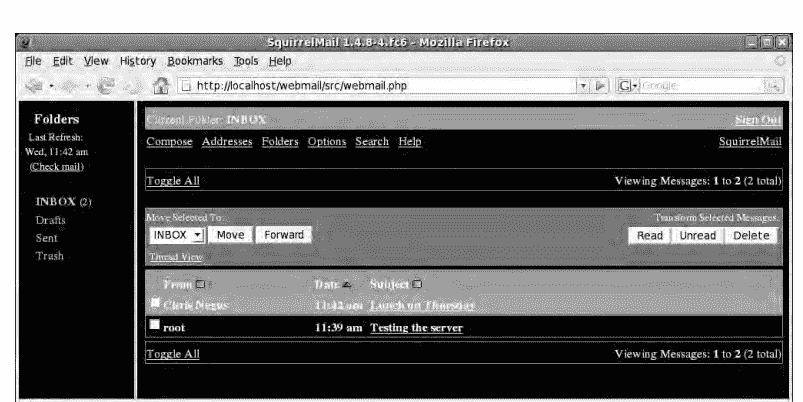 SquirrelMail 1.4.8-4.fc6 - Mozilla Firefox
File Edit View History Bookmarks Tools Help
http://localhost/webmail/src/webmail.php
Google
Folders
Last Refresh:
Wed, 11:42 am
(Check mail)
INBOX (2)
Drafts
Sent
Trash
Current Folder: INBOX Sign Out
Compose Addresses Folders Options Search Help SquirrelMail
Toggle All Viewing Messages: 1 to 2 (2 total)
Move Selected To: Transform Selected Messages:
INBOX Move Forward Read Unread Delete
Thread View
From Date Subject
Chris Negus 11:42 am Lunch on Thursday
root 11:39 am Testing the server
Toggle All Viewing Messages: 1 to 2 (2 total)